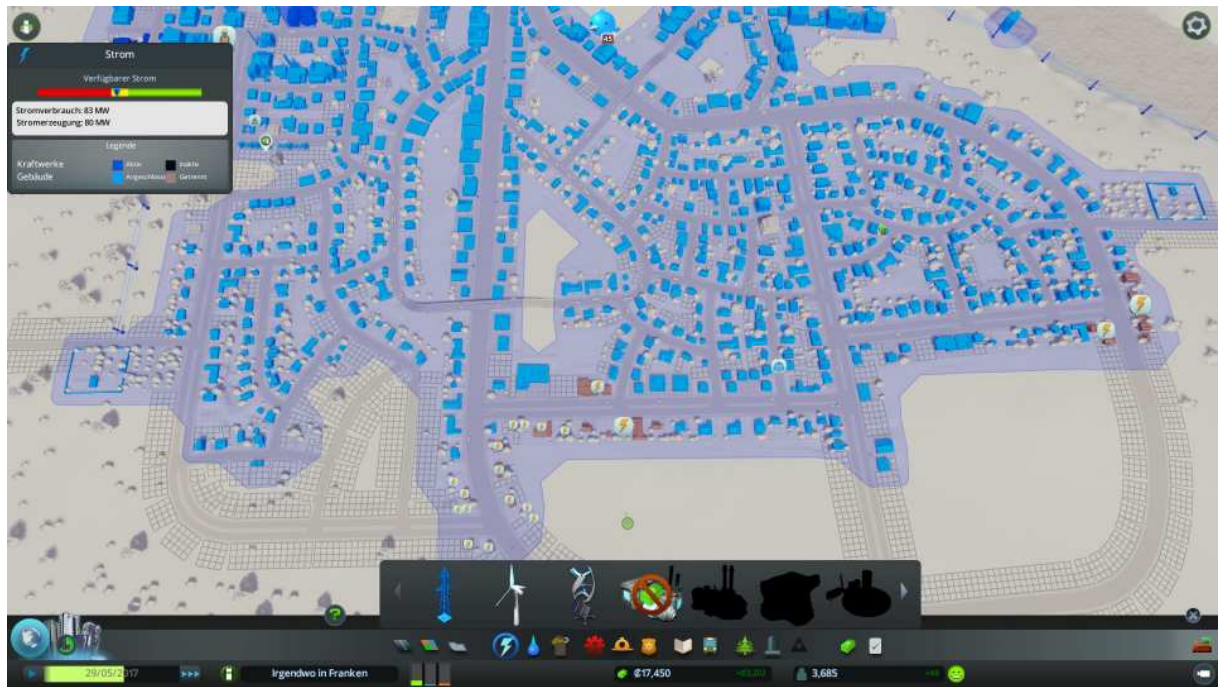 Strom
Verfügbarer Strom
Stromverbrauch: 83 MW
Stromerzeugung: 80 MW
Legende
Kraftwerke Aktiv Inaktiv
Gebäude Angeschlossen Getrennt
29/05/2017
Irgendwo in Franken
₡17,450
3,685